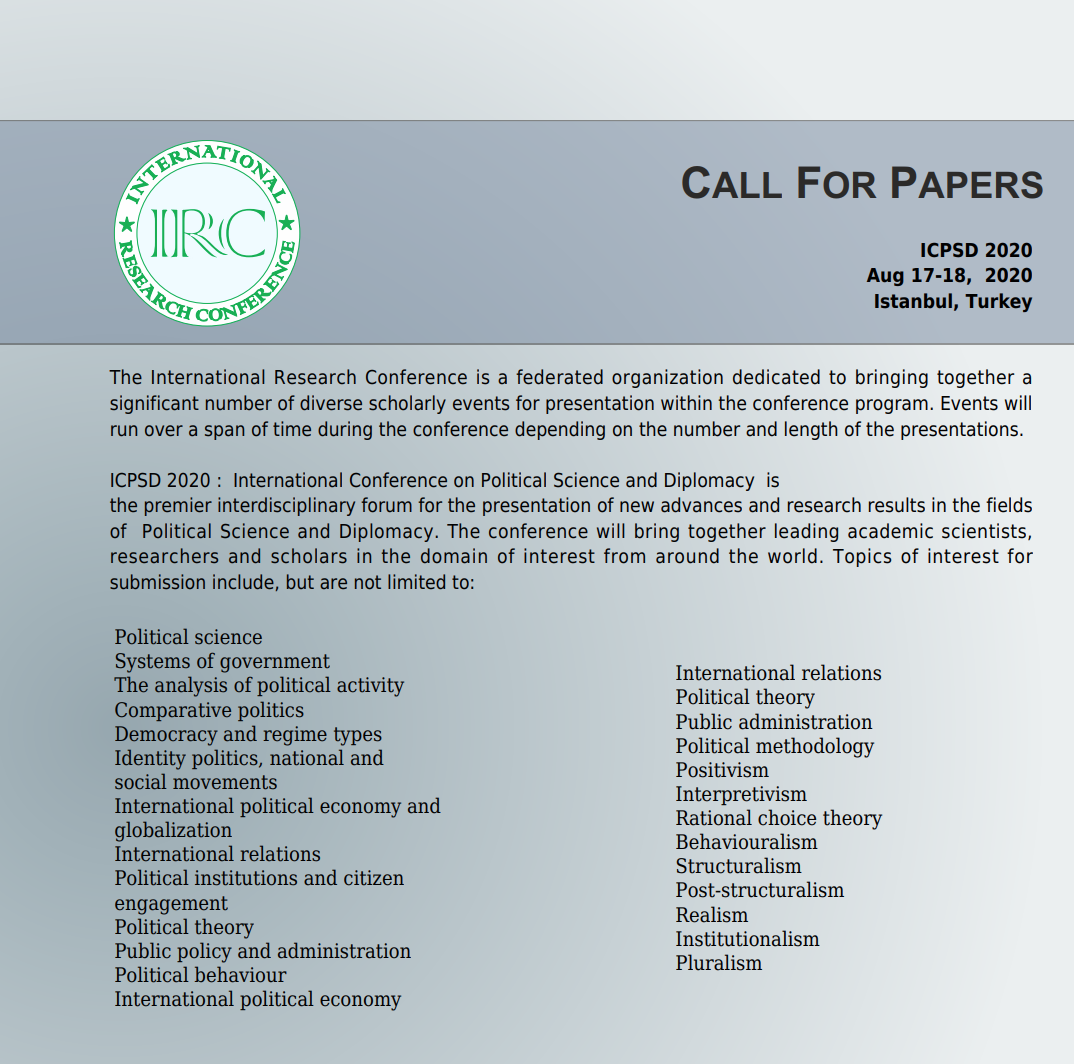 INTERNATIONAL
IRC
RESEARCH CONFERENCE
CALL FOR PAPERS
ICPSD 2020
Aug 17-18,  2020
Istanbul, Turkey
The International Research Conference is a federated organization dedicated to bringing together a
significant number of diverse scholarly events for presentation within the conference program. Events will
run over a span of time during the conference depending on the number and length of the presentations.
ICPSD 2020 :  International Conference on Political Science and Diplomacy  is
the premier interdisciplinary forum for the presentation of new advances and research results in the fields
of  Political Science and Diplomacy. The conference will bring together leading academic scientists,
researchers and scholars in the domain of interest from around the world. Topics of interest for
submission include, but are not limited to:
Political science
Systems of government
The analysis of political activity
Comparative politics
Democracy and regime types
Identity politics, national and
social movements
International political economy and
globalization
International relations
Political institutions and citizen
engagement
Political theory
Public policy and administration
Political behaviour
International political economy
International relations
Political theory
Public administration
Political methodology
Positivism
Interpretivism
Rational choice theory
Behaviouralism
Structuralism
Post-structuralism
Realism
Institutionalism
Pluralism